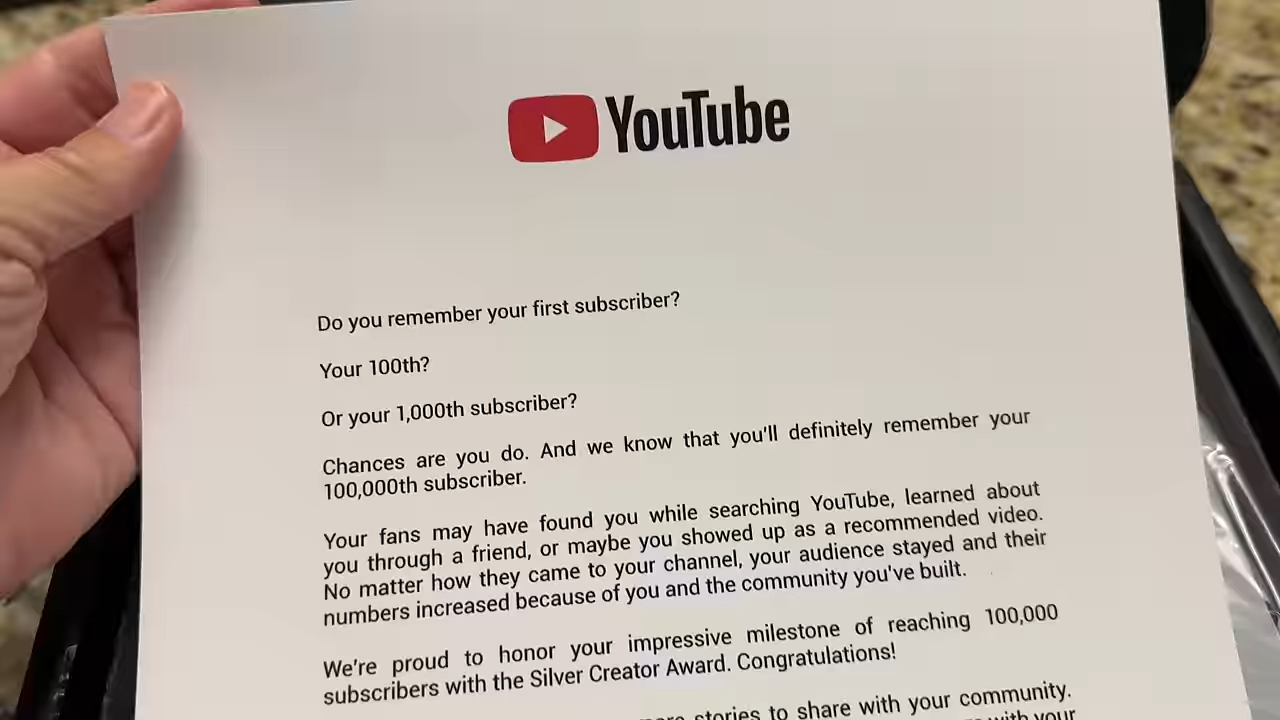 YouTube
Do you remember your first subscriber?
Your 100th?
Or your 1,000th subscriber?
Chances are you do. And we know that you'll definitely remember your
100,000th subscriber.
Your fans may have found you while searching YouTube, learned about
you through a friend, or maybe you showed up as a recommended video.
No matter how they came to your channel, your audience stayed and their
numbers increased because of you and the community you've built.
We're proud to honor your impressive milestone of reaching 100,000
subscribers with the Silver Creator Award. Congratulations!
stories to share with your community.
with your